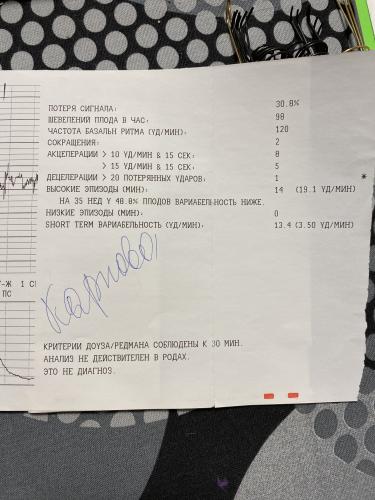 ПОТЕРЯ СИГНАЛА: 30.8%
ШЕВЕЛЕНИЙ ПЛОДА В ЧАС: 98
ЧАСТОТА БАЗАЛЬН РИТМА (УД/МИН): 120
СОКРАЩЕНИЯ: 2
АКЦЕЛЕРАЦИИ > 10 УД/МИН & 15 СЕК: 8
> 15 УД/МИН & 15 СЕК: 5
ДЕЦЕЛЕРАЦИИ > 20 ПОТЕРЯННЫХ УДАРОВ: 1 *
ВЫСОКИЕ ЭПИЗОДЫ (МИН): 14 (19.1 УД/МИН)
НА 35 НЕД У 48.0% ПЛОДОВ ВАРИАБЕЛЬНОСТЬ НИЖЕ.
НИЗКИЕ ЭПИЗОДЫ (МИН): 0
SHORT TERM ВАРИАБЕЛЬНОСТЬ (УД/МИН): 13.4 (3.50 УД/МИН)
Карпова
1
ПС
КРИТЕРИИ ДОУЗА/РЕДМАНА СОБЛЮДЕНЫ К 30 МИН.
АНАЛИЗ НЕ ДЕЙСТВИТЕЛЕН В РОДАХ.
ЭТО НЕ ДИАГНОЗ.